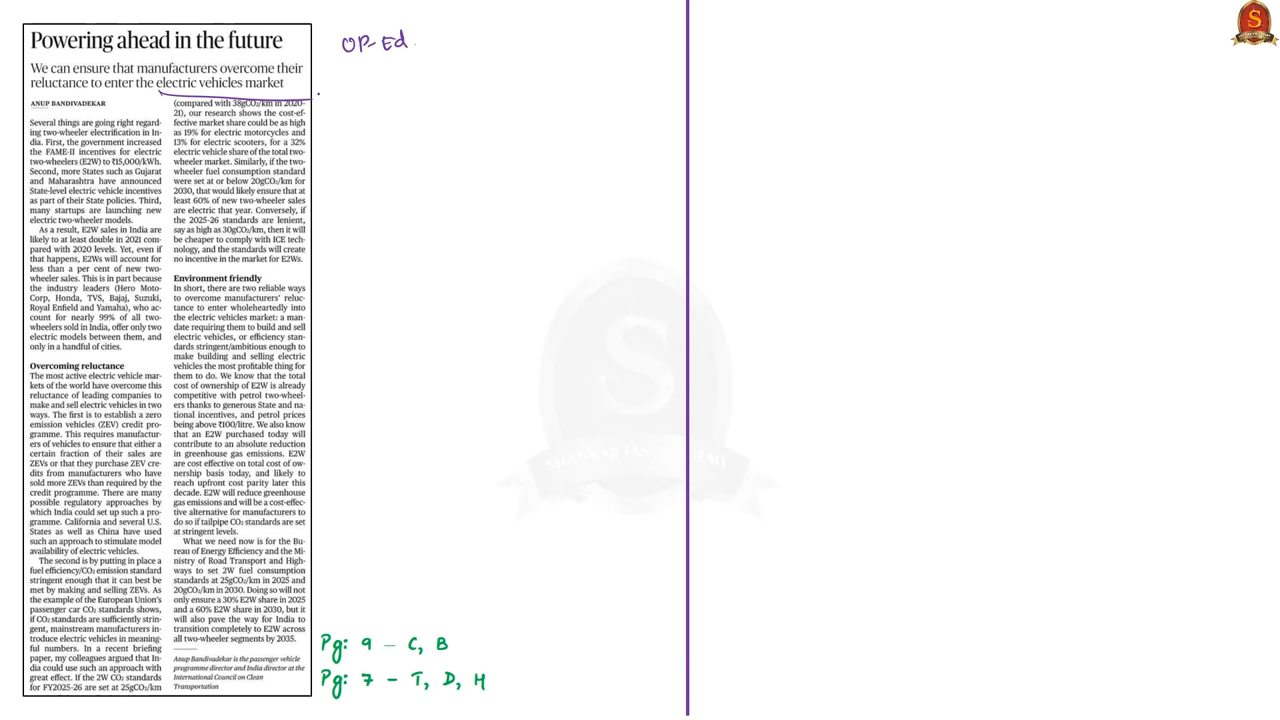 Powering ahead in the future
We can ensure that manufacturers overcome their
reluctance to enter the electric vehicles market
ANUP BANDIVADEKAR
Several things are going right regard-
ing two-wheeler electrification in In-
dia. First, the government increased
the FAME-II incentives for electric
two-wheelers (E2W) to ₹15,000/kWh.
Second, more States such as Gujarat
and Maharashtra have announced
State-level electric vehicle incentives
as part of their State policies. Third,
many startups are launching new
electric two-wheeler models.
As a result, E2W sales in India are
likely to at least double in 2021 com-
pared with 2020 levels. Yet, even if
that happens, E2Ws will account for
less than a per cent of new two-
wheeler sales. This is in part because
the industry leaders (Hero Moto-
Corp, Honda, TVS, Bajaj, Suzuki,
Royal Enfield and Yamaha), who ac-
count for nearly 99% of all two-
wheelers sold in India, offer only two
electric models between them, and
only in a handful of cities.
Overcoming reluctance
The most active electric vehicle mar-
kets of the world have overcome this
reluctance of leading companies to
make and sell electric vehicles in two
ways. The first is to establish a zero
emission vehicles (ZEV) credit pro-
gramme. This requires manufactur-
ers of vehicles to ensure that either a
certain fraction of their sales are
ZEVs or that they purchase ZEV cre-
dits from manufacturers who have
sold more ZEVs than required by the
credit programme. There are many
possible regulatory approaches by
which India could set up such a pro-
gramme. California and several U.S.
States as well as China have used
such an approach to stimulate model
availability of electric vehicles.
The second is by putting in place a
fuel efficiency/CO₂ emission standard
stringent enough that it can best be
met by making and selling ZEVs. As
the example of the European Union's
passenger car CO₂ standards shows,
if CO₂ standards are sufficiently strin-
gent, mainstream manufacturers in-
troduce electric vehicles in meaning-
ful numbers. In a recent briefing
paper, my colleagues argued that In-
dia could use such an approach with
great effect. If the 2W CO₂ standards
for FY2025-26 are set at 25gCO₂/km
(compared with 38gCO₂/km in 2020-
21), our research shows the cost-ef-
fective market share could be as high
as 19% for electric motorcycles and
13% for electric scooters, for a 32%
electric vehicle share of the total two-
wheeler market. Similarly, if the two-
wheeler fuel consumption standard
were set at or below 20gCO₂/km for
2030, that would likely ensure that at
least 60% of new two-wheeler sales
are electric that year. Conversely, if
the 2025-26 standards are lenient,
say as high as 30gCO₂/km, then it will
be cheaper to comply with ICE tech-
nology, and the standards will create
no incentive in the market for E2Ws.
Environment friendly
In short, there are two reliable ways
to overcome manufacturers' reluc-
tance to enter wholeheartedly into
the electric vehicles market: a man-
date requiring them to build and sell
electric vehicles, or efficiency stan-
dards stringent/ambitious enough to
make building and selling electric
vehicles the most profitable thing for
them to do. We know that the total
cost of ownership of E2W is already
competitive with petrol two-wheel-
ers thanks to generous State and na-
tional incentives, and petrol prices
being above ₹100/litre. We also know
that an E2W purchased today will
contribute to an absolute reduction
in greenhouse gas emissions. E2W
are cost effective on total cost of ow-
nership basis today, and likely to
reach upfront cost parity later this
decade. E2W will reduce greenhouse
gas emissions and will be a cost-effec-
tive alternative for manufacturers to
do so if tailpipe CO₂ standards are set
at stringent levels.
What we need now is for the Bu-
reau of Energy Efficiency and the Mi-
nistry of Road Transport and High-
ways to set 2W fuel consumption
standards at 25gCO₂/km in 2025 and
20gCO₂/km in 2030. Doing so will not
only ensure a 30% E2W share in 2025
and a 60% E2W share in 2030, but it
will also pave the way for India to
transition completely to E2W across
all two-wheeler segments by 2035.
Anup Bandivadekar is the passenger vehicle
programme director and India director at the
International Council on Clean
Transportation
OP-Ed.
Pg: 9 - C, B
Pg: 7 - T, D, H
S